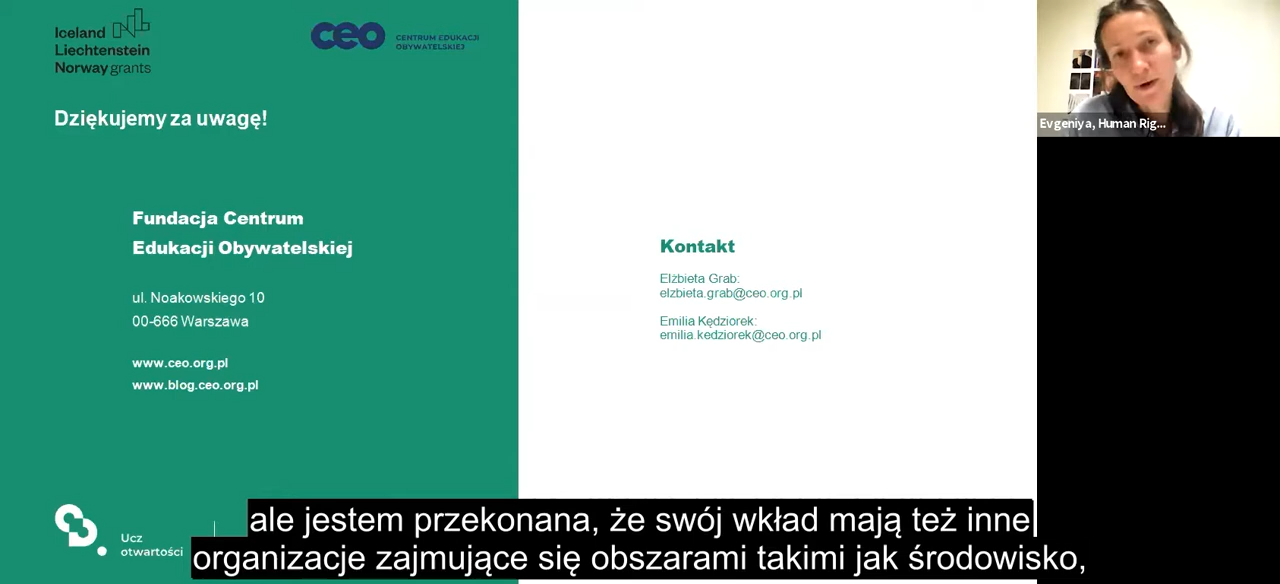 Iceland
Liechtenstein
Norway grants
ceo
CENTRUM EDUKACJI
OBYWATELSKIEJ
Dziękujemy za uwagę!
Fundacja Centrum
Edukacji Obywatelskiej
ul. Noakowskiego 10
00-666 Warszawa
www.ceo.org.pl
www.blog.ceo.org.pl
Ucz
otwartości
Kontakt
Elżbieta Grab:
elzbieta.grab@ceo.org.pl
Emilia Kędziorek:
emilia.kedziorek@ceo.org.pl
Evgeniya, Human Rig...
ale jestem przekonana, że swój wkład mają też inne
organizacje zajmujące się obszarami takimi jak środowisko,